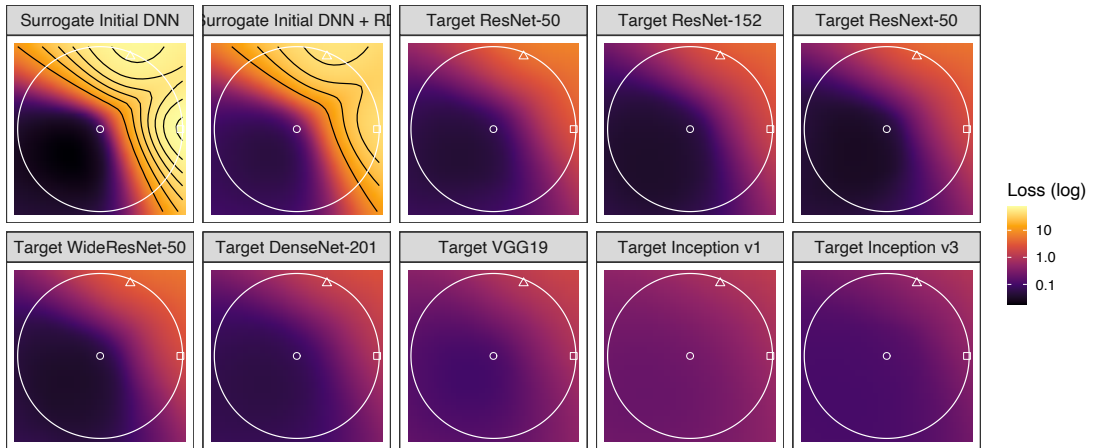 Surrogate Initial DNN
Surrogate Initial DNN + RD
Target ResNet-50
Target ResNet-152
Target ResNext-50
Target WideResNet-50
Target DenseNet-201
Target VGG19
Target Inception v1
Target Inception v3
Loss (log)
10
1.0
0.1